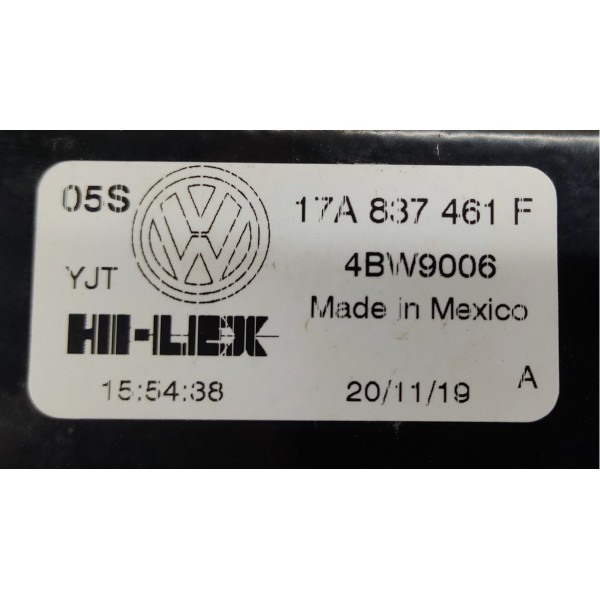 05S
17A 837 461 F
4BW9006
YJT
Made in Mexico
HI-LEX
15:54:38
20/11/19
A